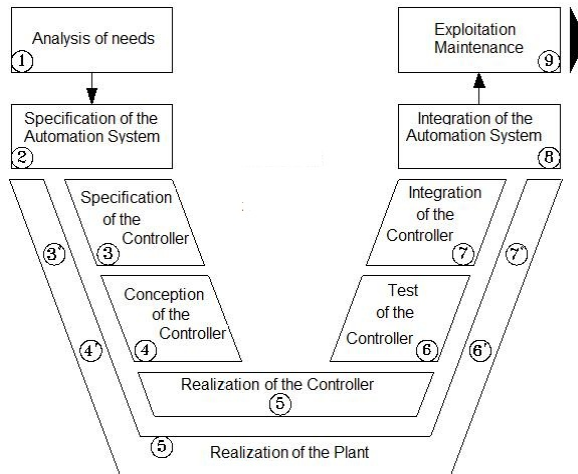 Analysis of needs
1
Specification of the
Automation System
2
Specification
of the
Controller
3
Conception
of the
Controller
4
Realization of the Controller
5
Test
of the
Controller
6
Integration
of the
Controller
7
Integration of the
Automation System
8
Exploitation
Maintenance
9
3'
4'
5
Realization of the Plant
6'
7'